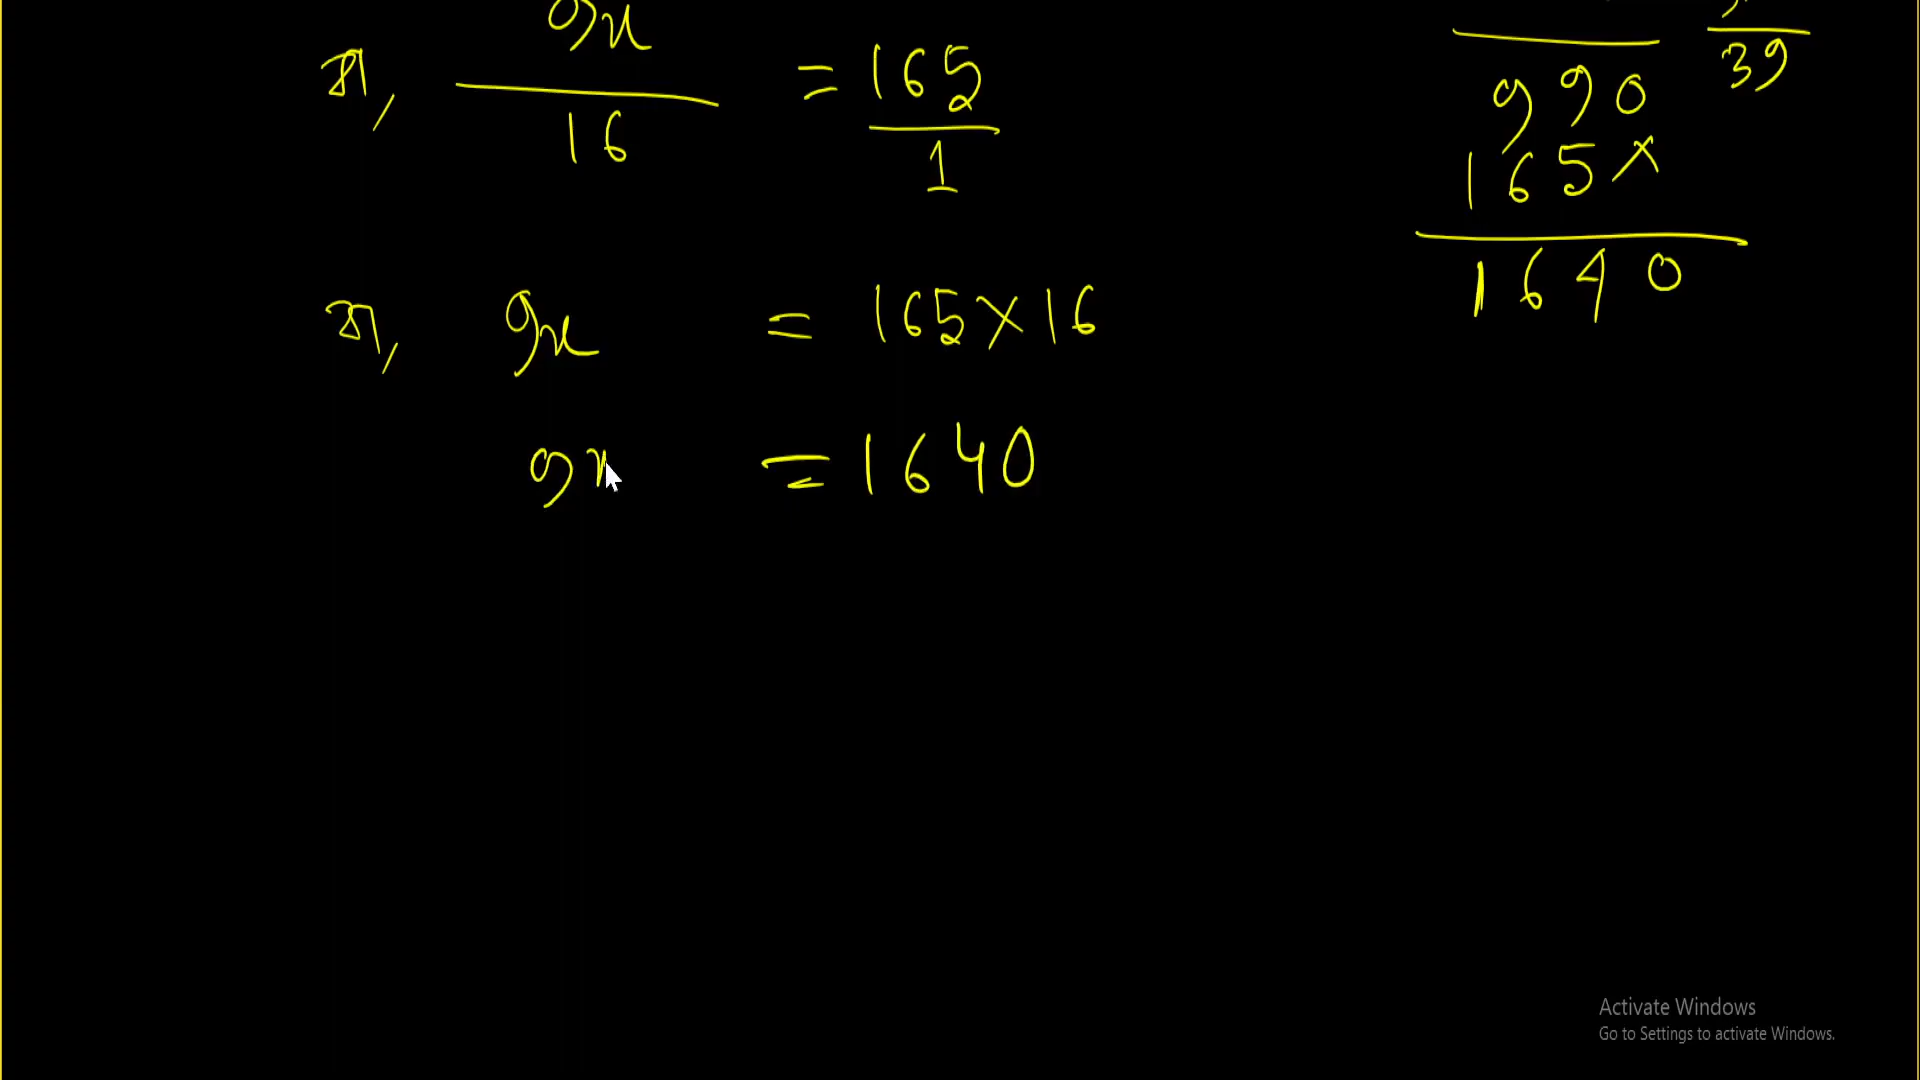 या, 9x/16 = 165/1
या, 9x = 165 × 16
9x = 1640
39
990
165×
1640
Activate Windows
Go to Settings to activate Windows.